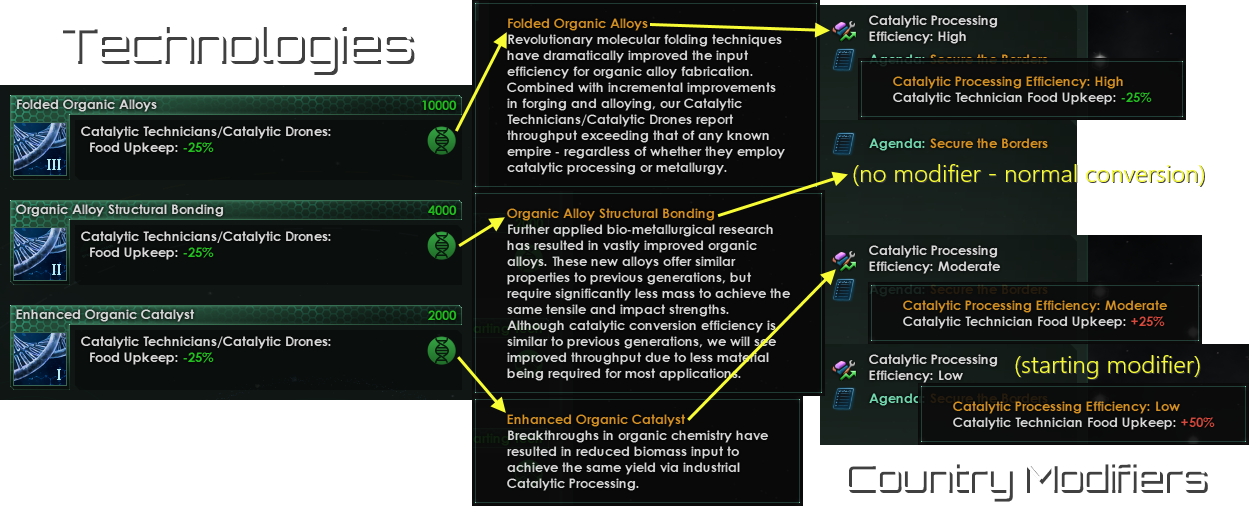 Technologies
Folded Organic Alloys 10000
Catalytic Technicians/Catalytic Drones:
Food Upkeep: -25%
III
Organic Alloy Structural Bonding 4000
Catalytic Technicians/Catalytic Drones:
Food Upkeep: -25%
II
Enhanced Organic Catalyst 2000
Catalytic Technicians/Catalytic Drones:
Food Upkeep: -25%
I
Folded Organic Alloys
Revolutionary molecular folding techniques
have dramatically improved the input
efficiency for organic alloy fabrication.
Combined with incremental improvements
in forging and alloying, our Catalytic
Technicians/Catalytic Drones report
throughput exceeding that of any known
empire - regardless of whether they employ
catalytic processing or metallurgy.
Organic Alloy Structural Bonding
Further applied bio-metallurgical research
has resulted in vastly improved organic
alloys. These new alloys offer similar
properties to previous generations, but
require significantly less mass to achieve the
same tensile and impact strengths.
Although catalytic conversion efficiency is
similar to previous generations, we will see
improved throughput due to less material
being required for most applications.
Enhanced Organic Catalyst
Breakthroughs in organic chemistry have
resulted in reduced biomass input to
achieve the same yield via industrial
Catalytic Processing.
Catalytic Processing
Efficiency: High
Agenda: Secure the Borders
Catalytic Processing Efficiency: High
Catalytic Technician Food Upkeep: -25%
Agenda: Secure the Borders
(no modifier - normal conversion)
Catalytic Processing
Efficiency: Moderate
Agenda: Secure the Borders
Catalytic Processing Efficiency: Moderate
Catalytic Technician Food Upkeep: +25%
Catalytic Processing
Efficiency: Low
(starting modifier)
Agenda: Secure the Borders
Catalytic Processing Efficiency: Low
Catalytic Technician Food Upkeep: +50%
Country Modifiers